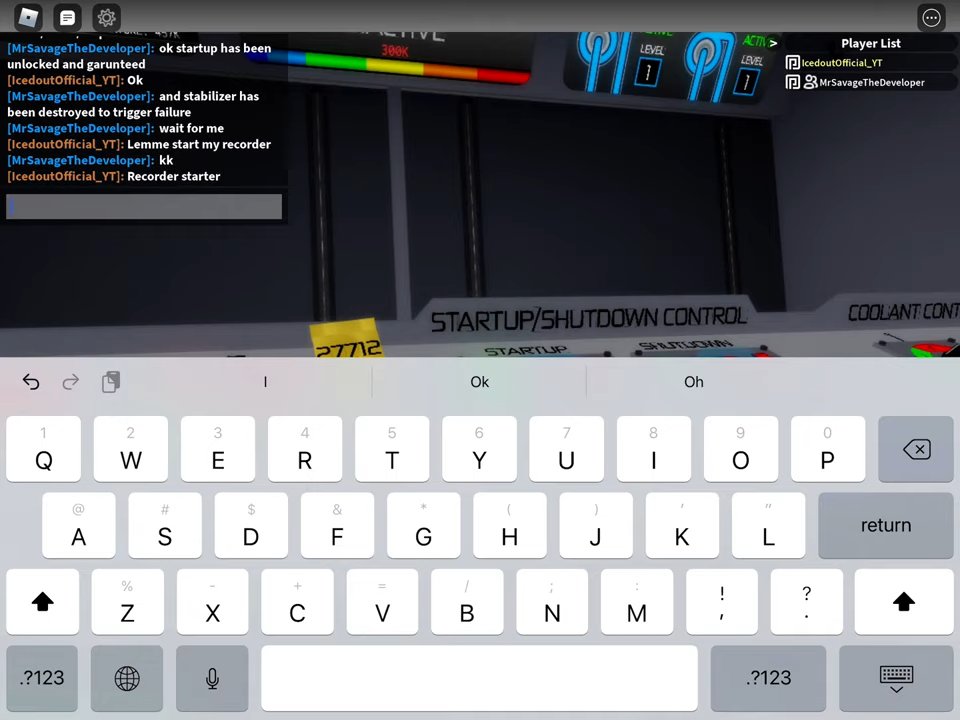 [MrSavageTheDeveloper]: ok startup has been
unlocked and garunteed
[IcedoutOfficial_YT]: Ok
[MrSavageTheDeveloper]: and stabilizer has
been destroyed to trigger failure
[MrSavageTheDeveloper]: wait for me
[IcedoutOfficial_YT]: Lemme start my recorder
[MrSavageTheDeveloper]: kk
[IcedoutOfficial_YT]: Recorder starter
300K
LEVEL
1
LEVEL
1
>
Player List
IcedoutOfficial_YT
MrSavageTheDeveloper
STARTUP/SHUTDOWN CONTROL
COOLANT CONT
27712
STARTUP
SHUTDOWN
I Ok Oh
1 2 3 4 5 6 7 8 9 0
Q W E R T Y U I O P
@ # $ & * ( ) ' "
A S D F G H J K L return
% - + = / ; : ! ?
Z X C V B N M , .
.?123 .?123